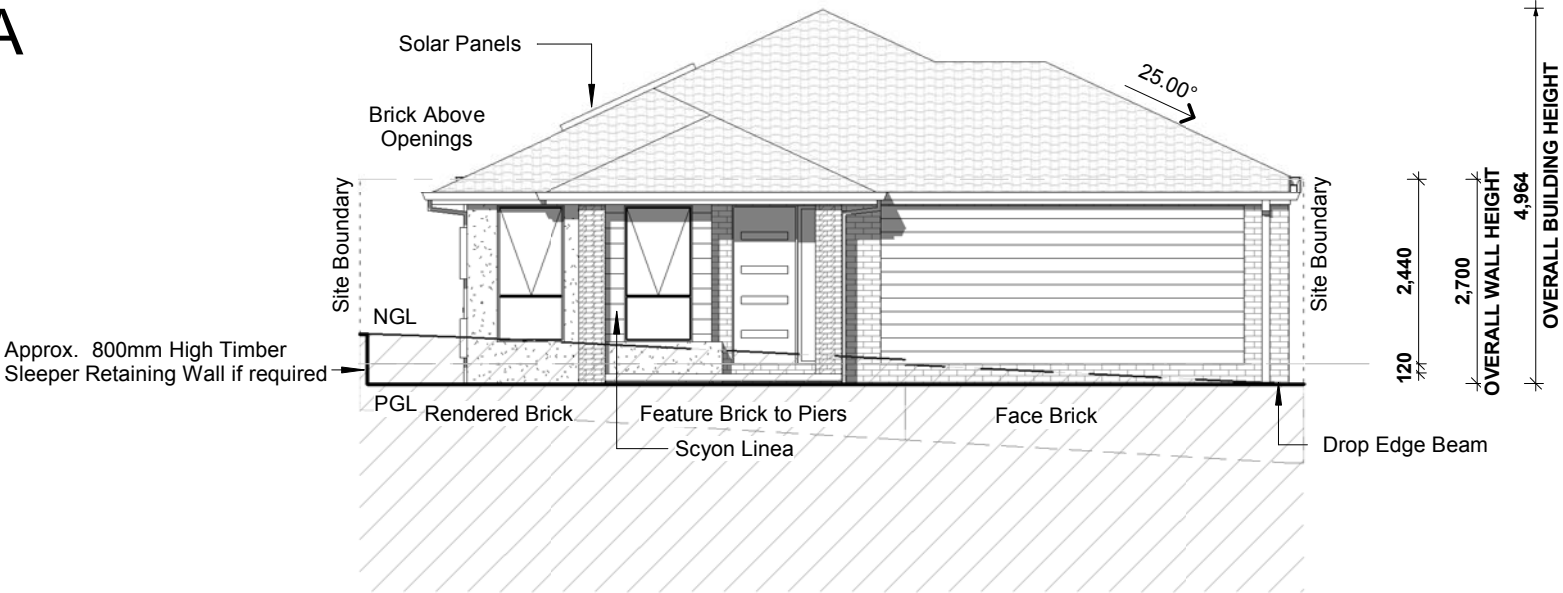 A
Solar Panels
Brick Above
Openings
25.00°
Site Boundary
Site Boundary
NGL
Approx. 800mm High Timber
Sleeper Retaining Wall if required
PGL
Rendered Brick
Feature Brick to Piers
Face Brick
Scyon Linea
Drop Edge Beam
2,440
120
2,700
OVERALL WALL HEIGHT
4,964
OVERALL BUILDING HEIGHT